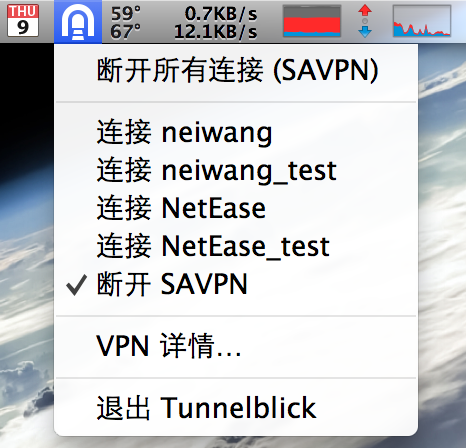 THU
9
59°
67°
0.7KB/s
12.1KB/s
断开所有连接 (SAVPN)
连接 neiwang
连接 neiwang_test
连接 NetEase
连接 NetEase_test
断开 SAVPN
VPN 详情...
退出 Tunnelblick